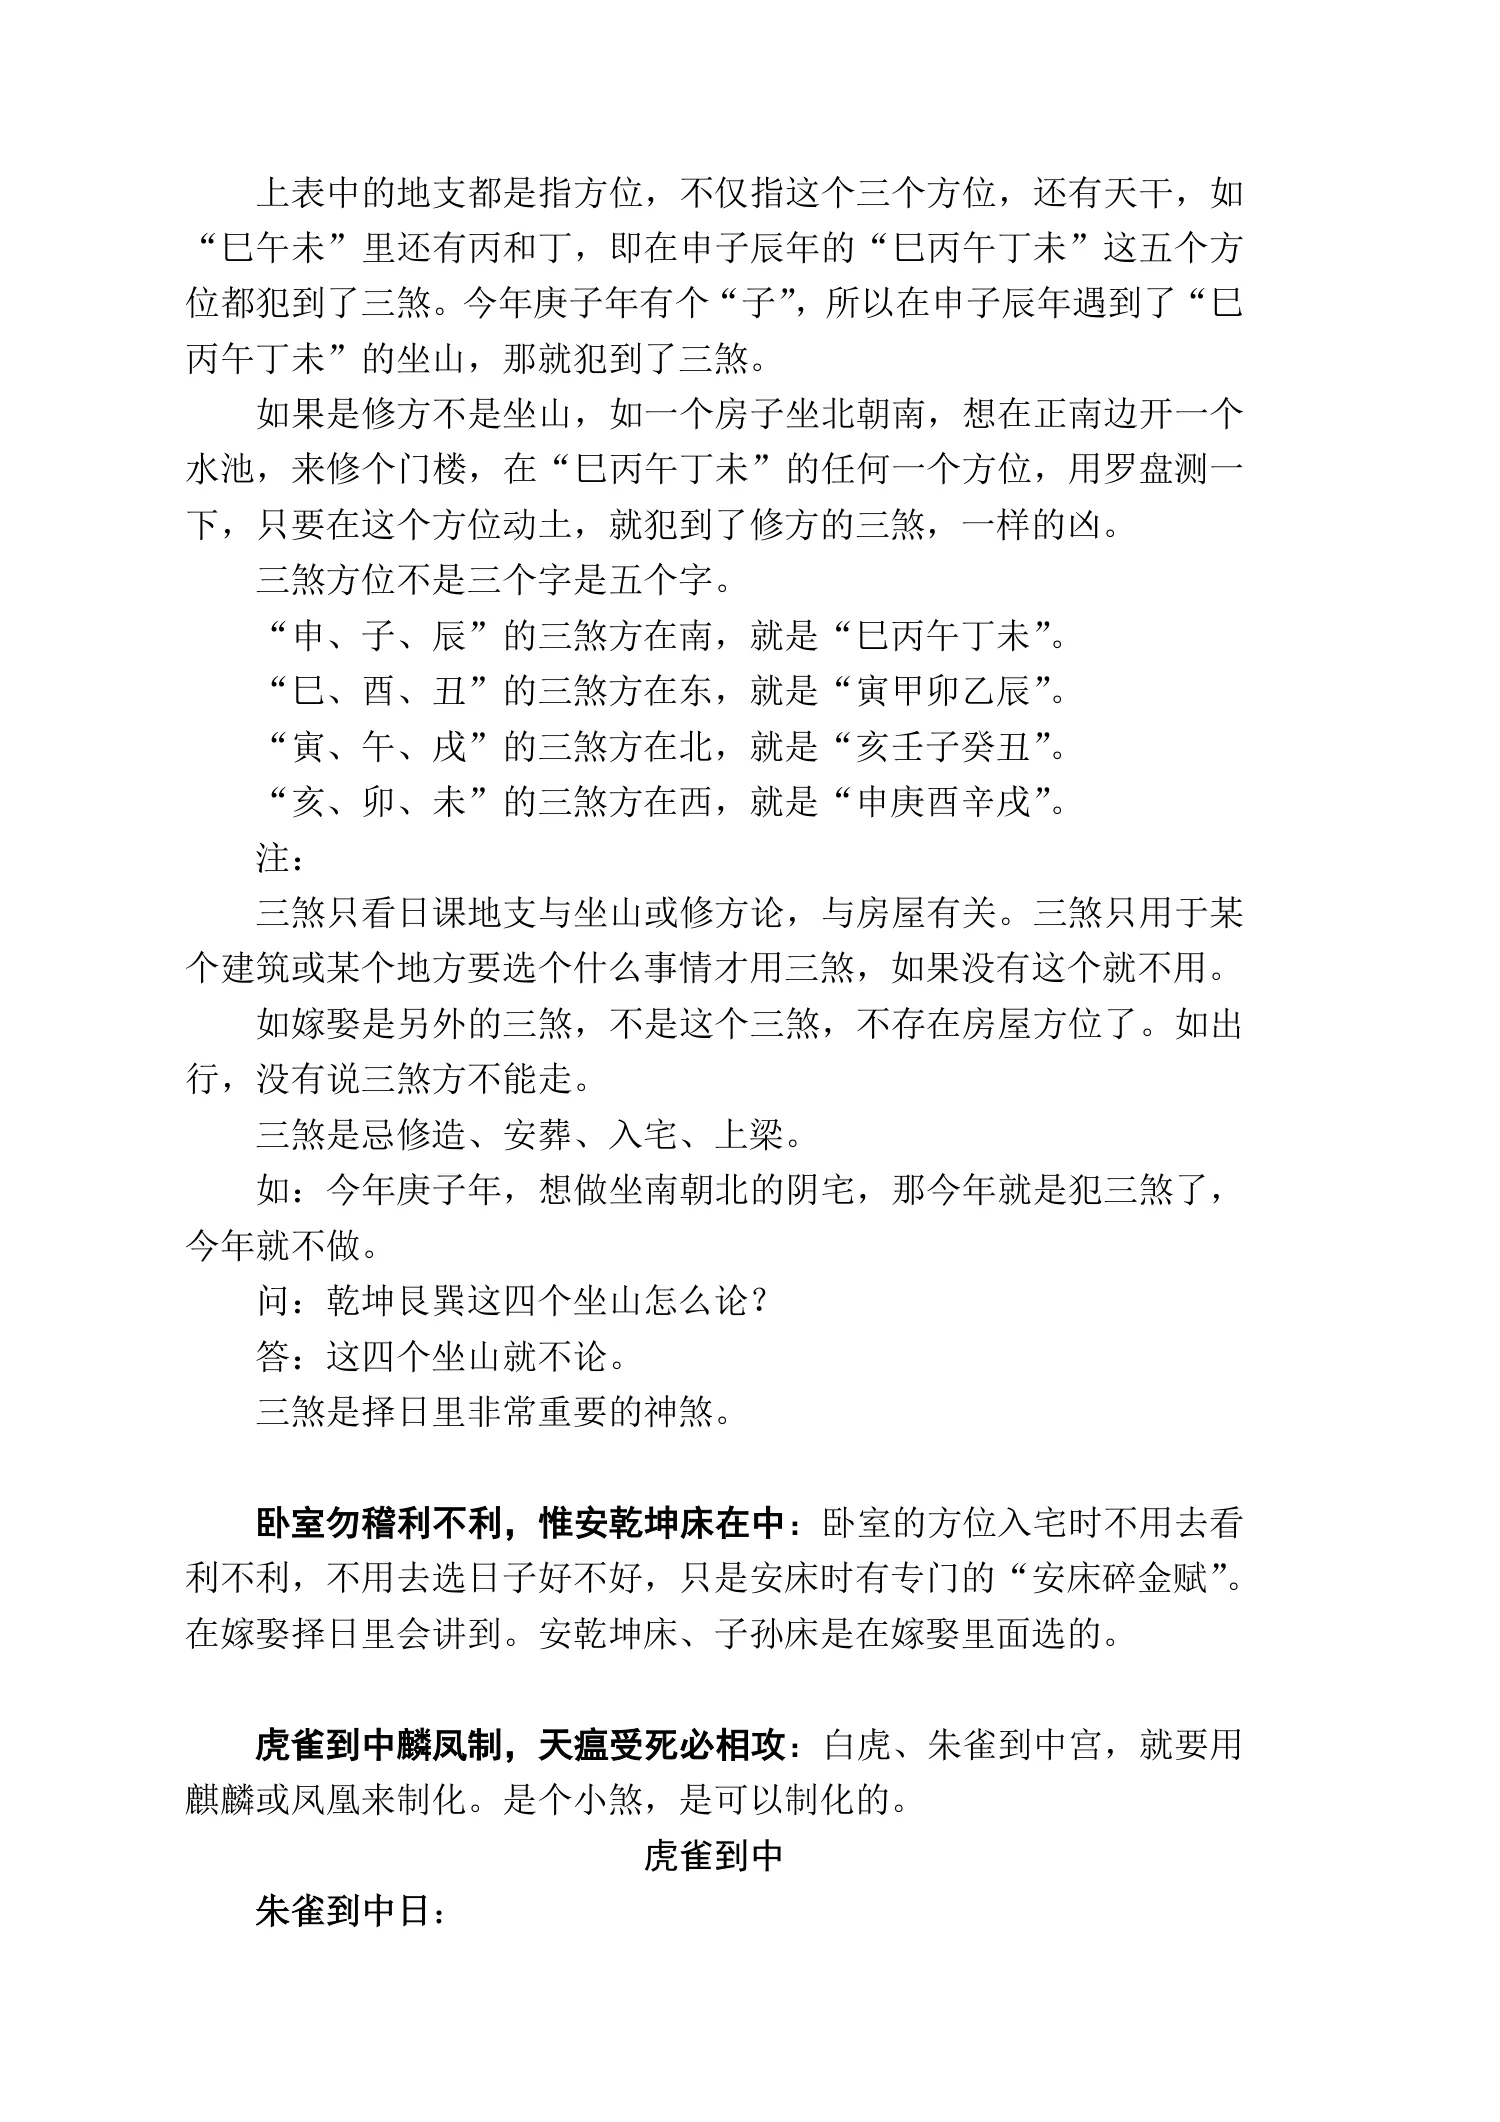 上表中的地支都是指方位，不仅指这个三个方位，还有天干，如
“巳午未”里还有丙和丁，即在申子辰年的“巳丙午丁未”这五个方
位都犯到了三煞。今年庚子年有个“子”，所以在申子辰年遇到了“巳
丙午丁未”的坐山，那就犯到了三煞。
如果是修方不是坐山，如一个房子坐北朝南，想在正南边开一个
水池，来修个门楼，在“巳丙午丁未”的任何一个方位，用罗盘测一
下，只要在这个方位动土，就犯到了修方的三煞，一样的凶。
三煞方位不是三个字是五个字。
“申、子、辰”的三煞方在南，就是“巳丙午丁未”。
“巳、酉、丑”的三煞方在东，就是“寅甲卯乙辰”。
“寅、午、戌”的三煞方在北，就是“亥壬子癸丑”。
“亥、卯、未”的三煞方在西，就是“申庚酉辛戌”。
注：
三煞只看日课地支与坐山或修方论，与房屋有关。三煞只用于某
个建筑或某个地方要选个什么事情才用三煞，如果没有这个就不用。
如嫁娶是另外的三煞，不是这个三煞，不存在房屋方位了。如出
行，没有说三煞方不能走。
三煞是忌修造、安葬、入宅、上梁。
如：今年庚子年，想做坐南朝北的阴宅，那今年就是犯三煞了，
今年就不做。
问：乾坤艮巽这四个坐山怎么论？
答：这四个坐山就不论。
三煞是择日里非常重要的神煞。
卧室勿稽利不利，惟安乾坤床在中：卧室的方位入宅时不用去看
利不利，不用去选日子好不好，只是安床时有专门的“安床碎金赋”。
在嫁娶择日里会讲到。安乾坤床、子孙床是在嫁娶里面选的。
虎雀到中麟凤制，天瘟受死必相攻：白虎、朱雀到中宫，就要用
麒麟或凤凰来制化。是个小煞，是可以制化的。
虎雀到中
朱雀到中日：